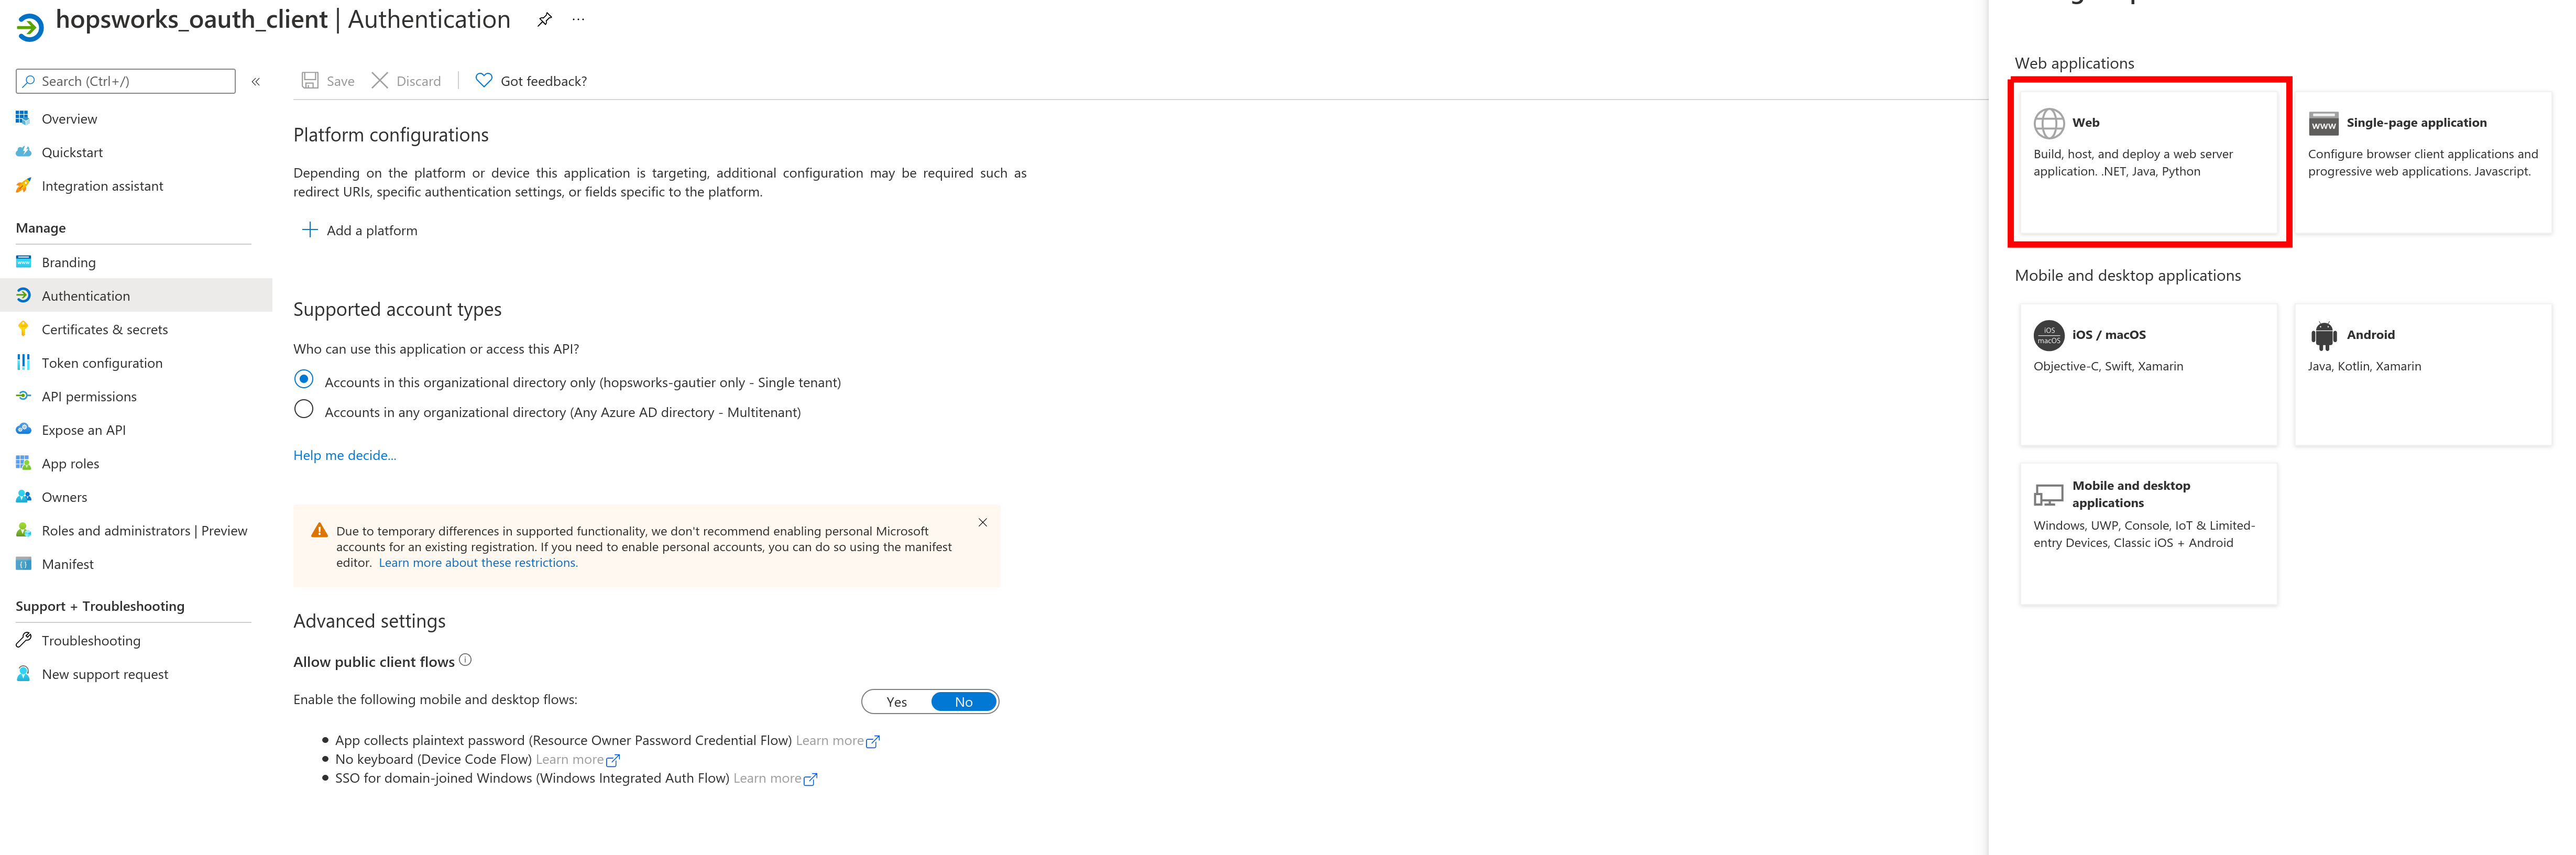 hopsworks_oauth_client | Authentication
Search (Ctrl+/)
Overview
Quickstart
Integration assistant
Manage
Branding
Authentication
Certificates & secrets
Token configuration
API permissions
Expose an API
App roles
Owners
Roles and administrators | Preview
Manifest
Support + Troubleshooting
Troubleshooting
New support request
Save
Discard
Got feedback?
Platform configurations
Depending on the platform or device this application is targeting, additional configuration may be required such as
redirect URIs, specific authentication settings, or fields specific to the platform.
Add a platform
Supported account types
Who can use this application or access this API?
Accounts in this organizational directory only (hopsworks-gautier only - Single tenant)
Accounts in any organizational directory (Any Azure AD directory - Multitenant)
Help me decide...
Due to temporary differences in supported functionality, we don't recommend enabling personal Microsoft
accounts for an existing registration. If you need to enable personal accounts, you can do so using the manifest
editor. Learn more about these restrictions.
Advanced settings
Allow public client flows
Enable the following mobile and desktop flows:
Yes
No
App collects plaintext password (Resource Owner Password Credential Flow) Learn more
No keyboard (Device Code Flow) Learn more
SSO for domain-joined Windows (Windows Integrated Auth Flow) Learn more
Web applications
Web
Build, host, and deploy a web server
application. .NET, Java, Python
www
Single-page application
Configure browser client applications and
progressive web applications. Javascript.
Mobile and desktop applications
iOS
macOS
iOS / macOS
Objective-C, Swift, Xamarin
Android
Java, Kotlin, Xamarin
Mobile and desktop
applications
Windows, UWP, Console, IoT & Limited-
entry Devices, Classic iOS + Android